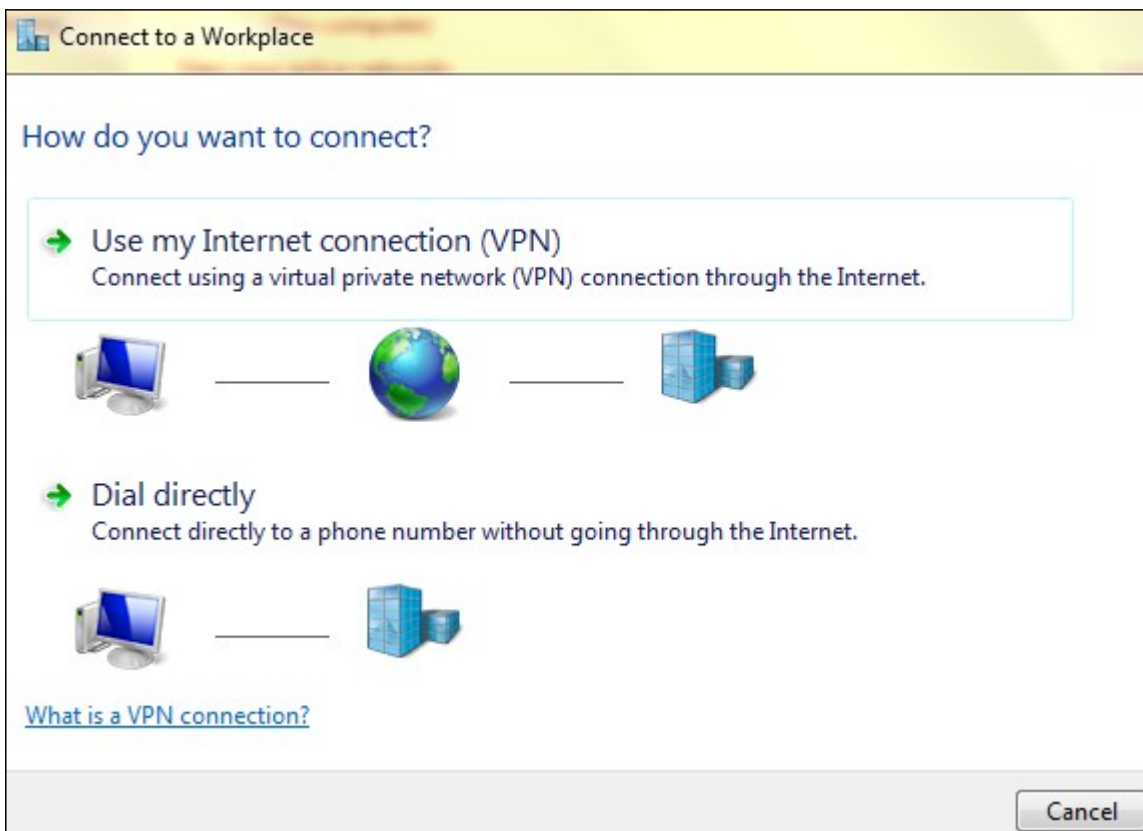 Connect to a Workplace
How do you want to connect?
Use my Internet connection (VPN)
Connect using a virtual private network (VPN) connection through the Internet.
Dial directly
Connect directly to a phone number without going through the Internet.
What is a VPN connection?
Cancel